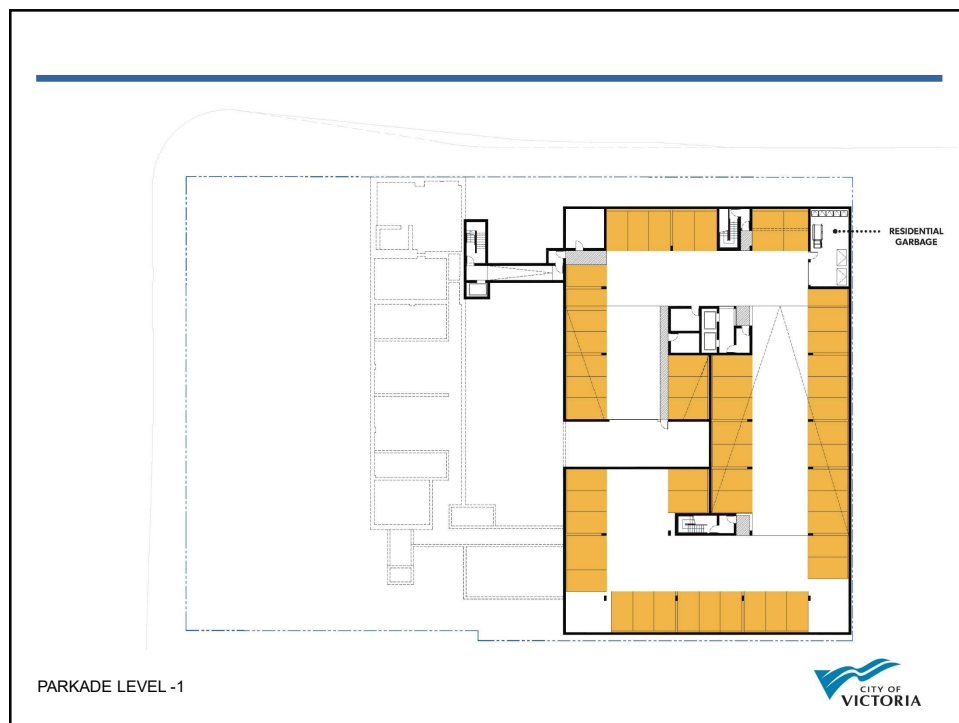 RESIDENTIAL
GARBAGE
PARKADE LEVEL -1
CITY OF
VICTORIA